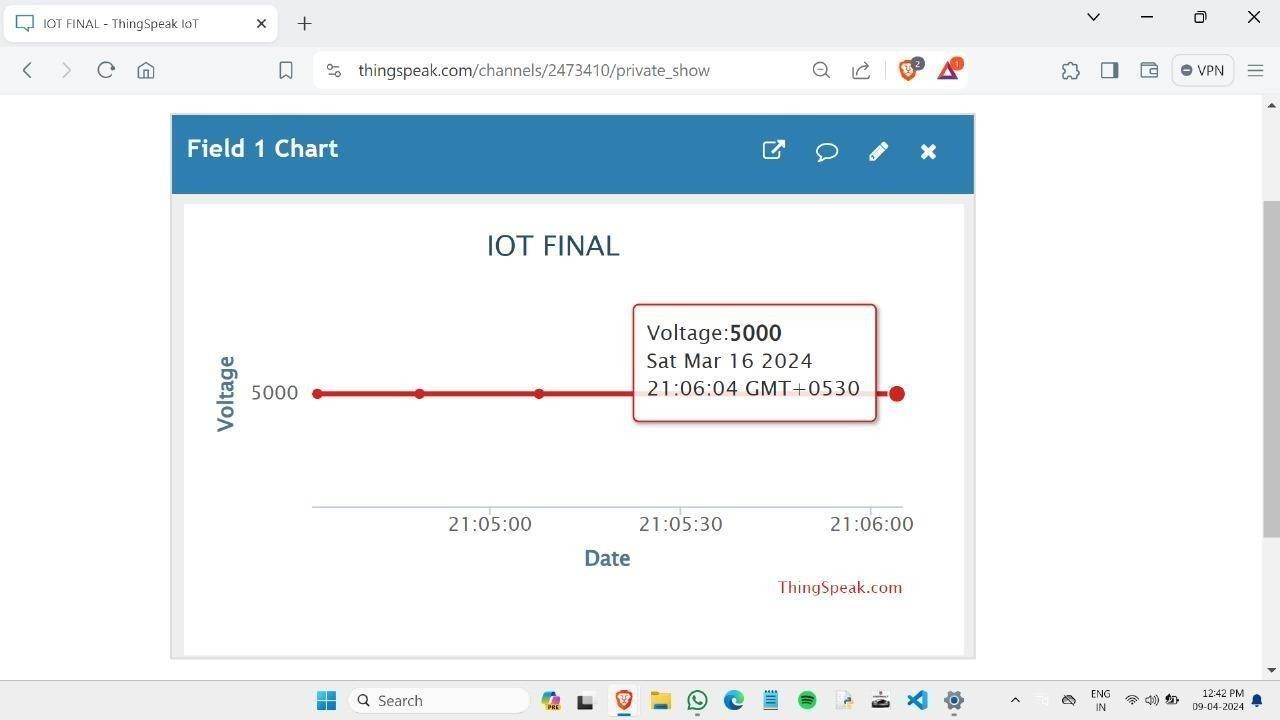 IOT FINAL - ThingSpeak IoT
thingspeak.com/channels/2473410/private_show
2
1
VPN
Field 1 Chart
IOT FINAL
Voltage:5000
Sat Mar 16 2024
21:06:04 GMT+0530
Voltage
5000
21:05:00
21:05:30
21:06:00
Date
ThingSpeak.com
Search
ENG
IN
12:42 PM
09-04-2024